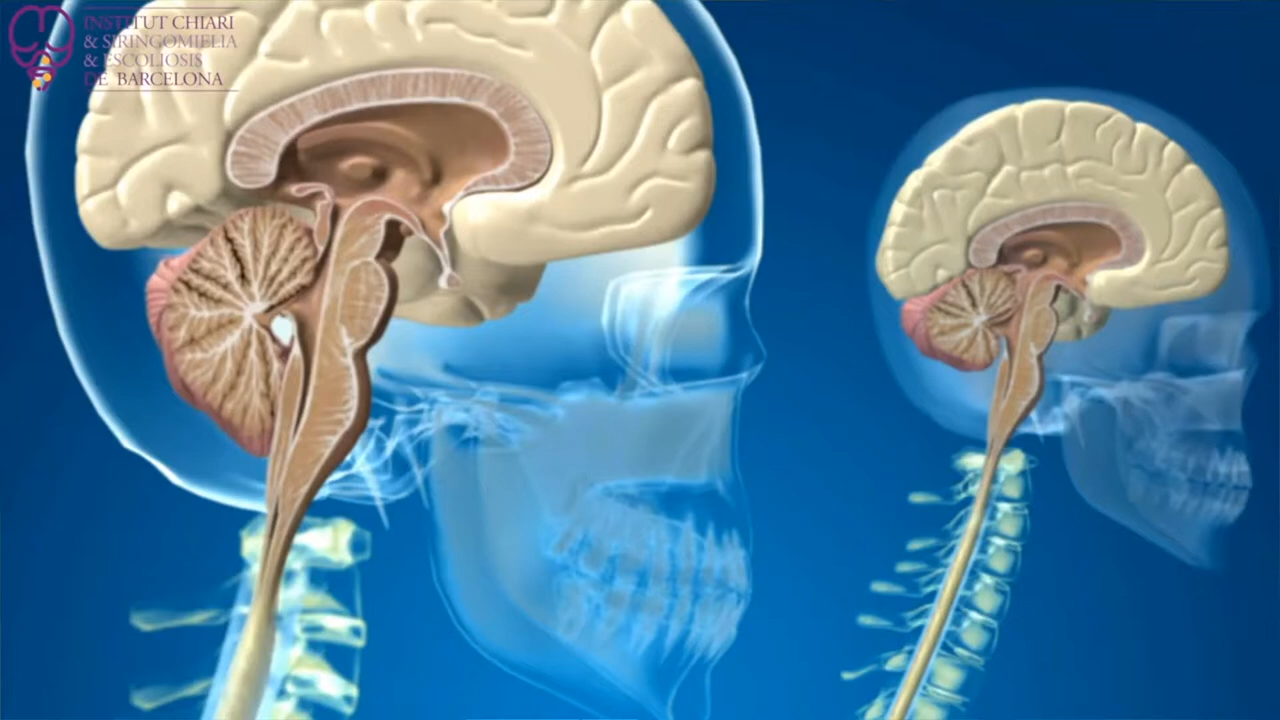 INSTITUT CHIARI
& SIRINGOMIELIA
& ESCOLIOSIS
DE BARCELONA